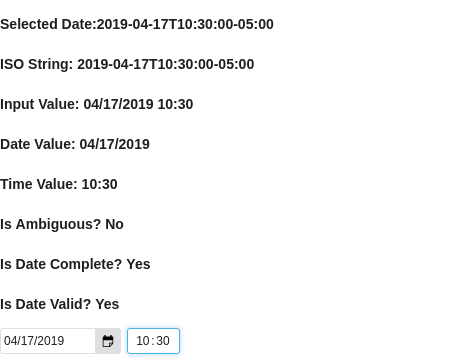 Selected Date:2019-04-17T10:30:00-05:00
ISO String: 2019-04-17T10:30:00-05:00
Input Value: 04/17/2019 10:30
Date Value: 04/17/2019
Time Value: 10:30
Is Ambiguous? No
Is Date Complete? Yes
Is Date Valid? Yes
04/17/2019 10:30